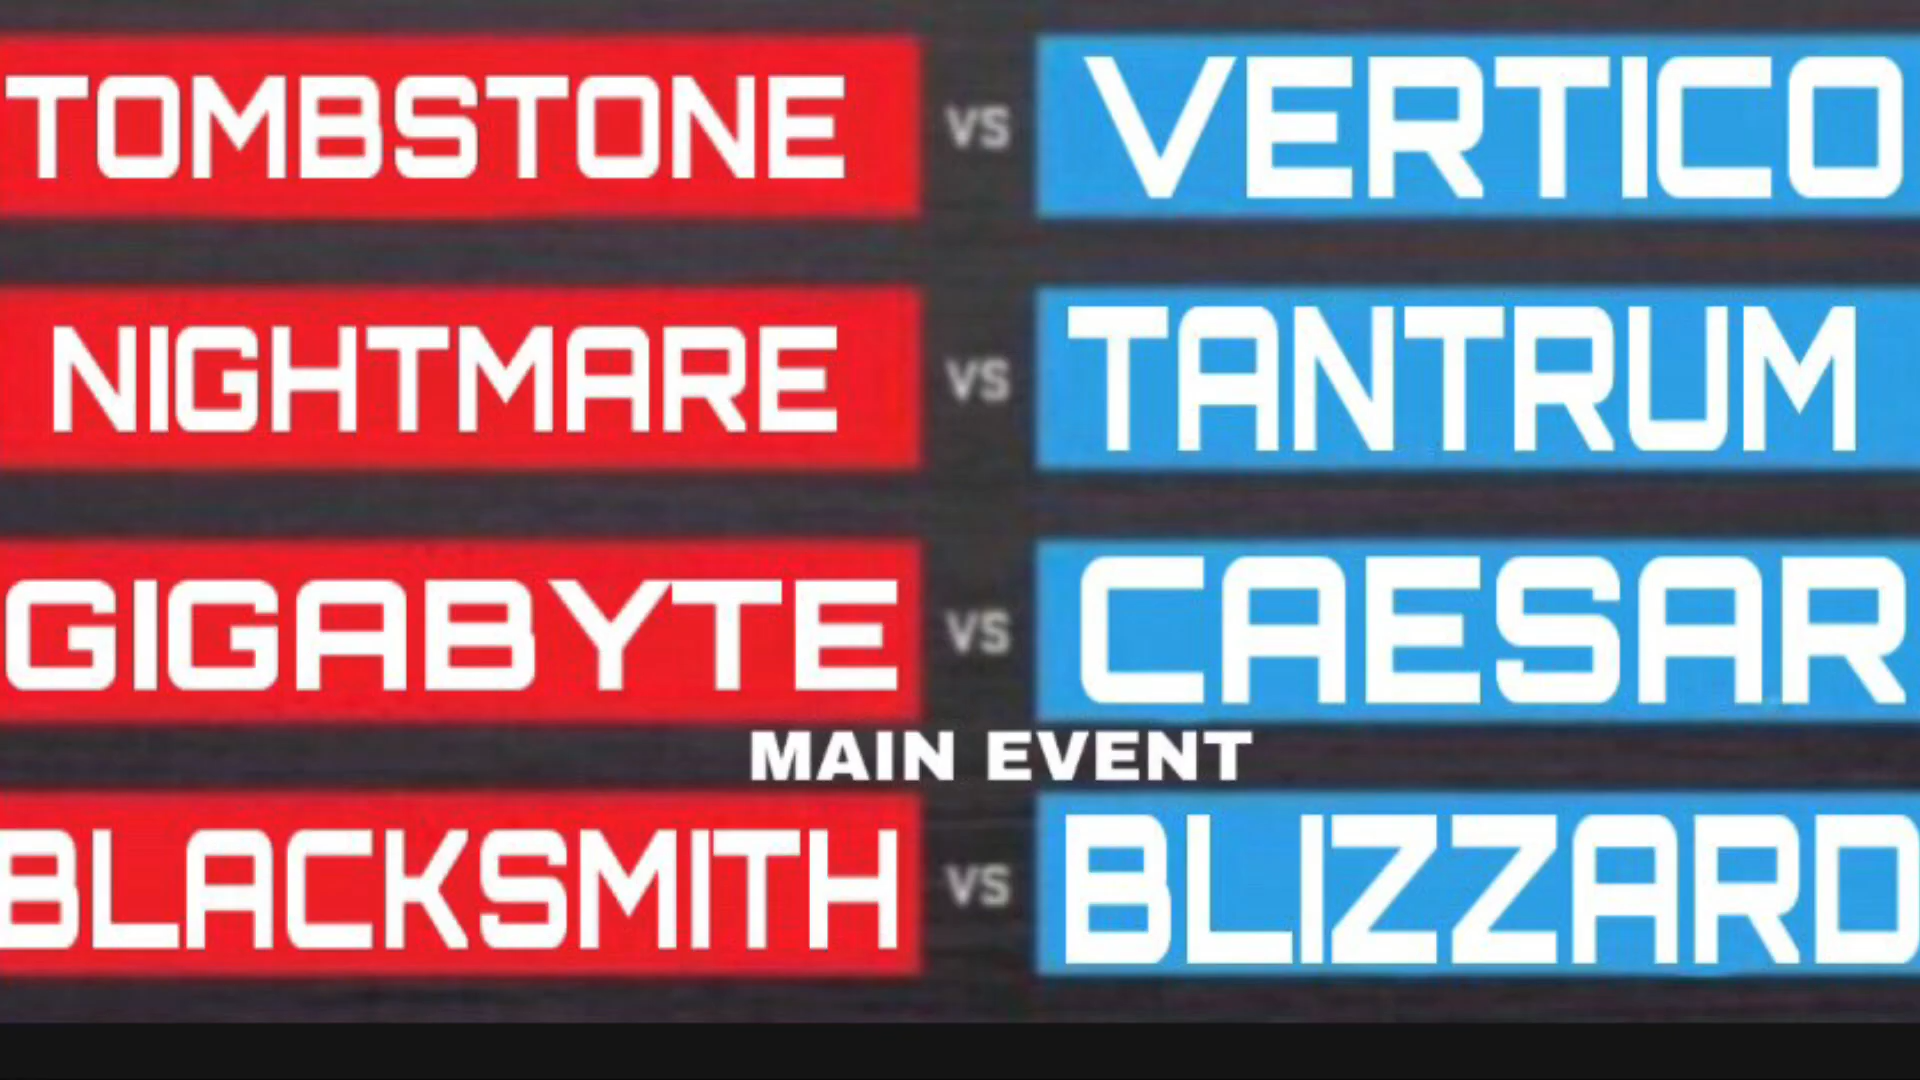 TOMBSTONE VS VERTICO
NIGHTMARE VS TANTRUM
GIGABYTE VS CAESAR
MAIN EVENT
BLACKSMITH VS BLIZZARD